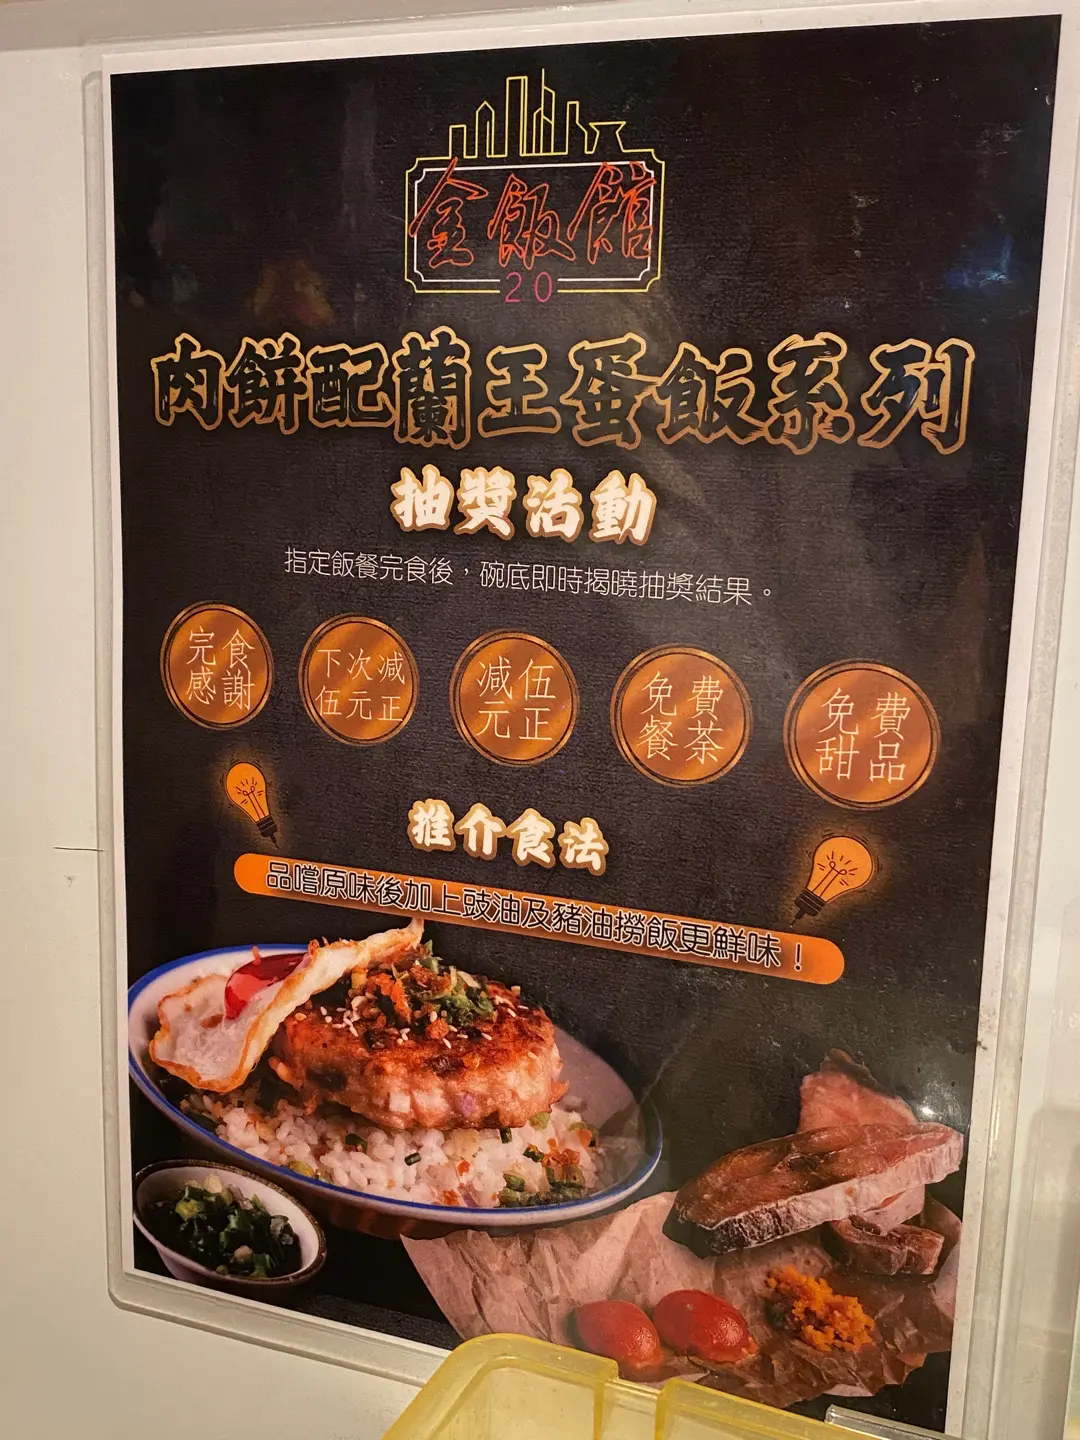 金飯館
20
肉餅配蘭王蛋飯系列
抽獎活動
指定飯餐完食後，碗底即時揭曉抽獎結果。
完食
感謝
下次減
伍元正
減伍
元正
免費
餐茶
免費
甜品
推介食法
品嚐原味後加上豉油及豬油撈飯更鮮味！